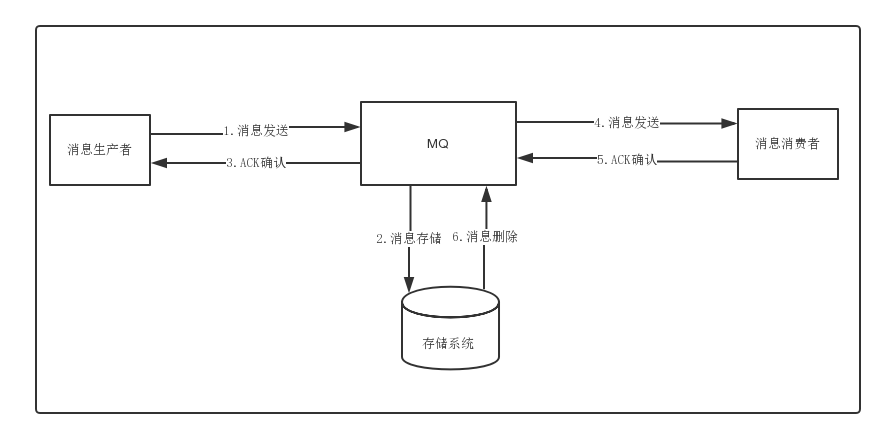 1.消息发送
4.消息发送
消息生产者
MQ
消息消费者
3.ACK确认
5.ACK确认
2.消息存储
6.消息删除
存储系统